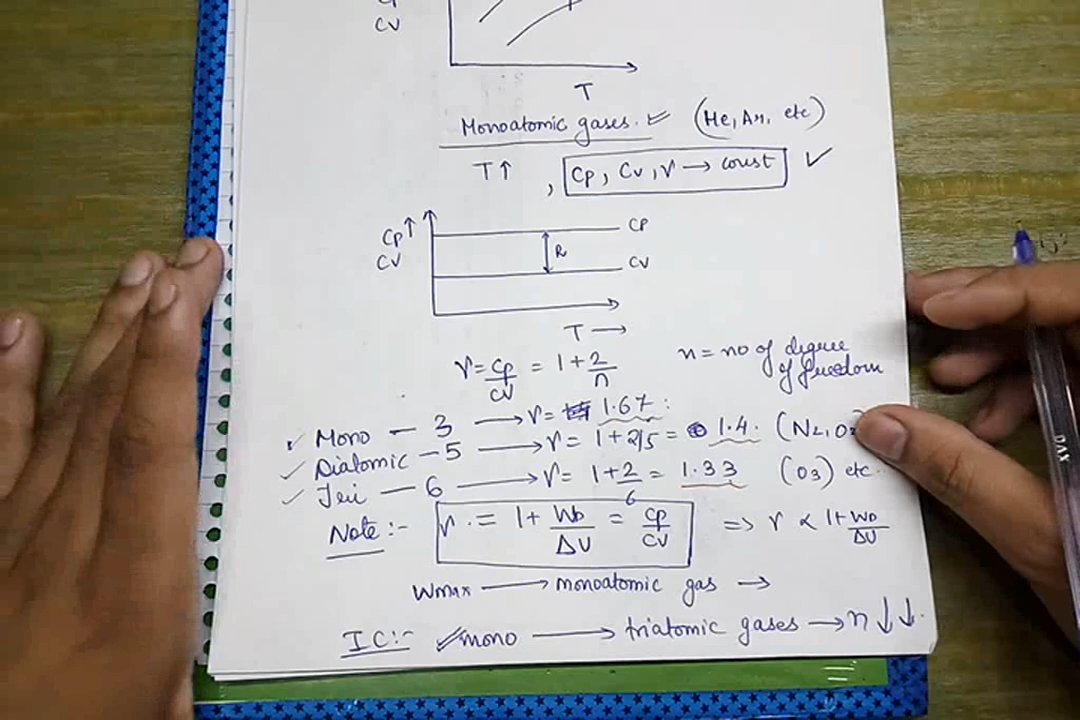 CV
T
Monoatomic gases. (He, Ar, etc)
T↑ , Cp, Cv, γ → const ✓
Cp↑ CP
CV R CV
T →
γ = Cp/CV = 1 + 2/n n = no of degree of freedom
Mono — 3 → γ = 1.67 :
✓ Diatomic — 5 → γ = 1+2/5 = 1.4. (N2, O2
✓ Tri — 6 → γ = 1+2/6 = 1.33 (O3) etc.
Note :- γ = 1 + WD/ΔU = CP/CV ⇒ γ ∝ 1+WD/ΔU
Wmax → monoatomic gas →
IC:- ✓mono → triatomic gases → n ↓↓.
DAX